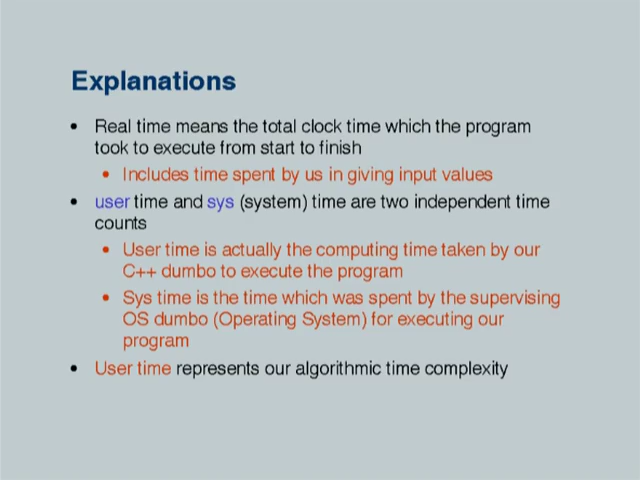 Explanations
• Real time means the total clock time which the program
took to execute from start to finish
• Includes time spent by us in giving input values
• user time and sys (system) time are two independent time
counts
• User time is actually the computing time taken by our
C++ dumbo to execute the program
• Sys time is the time which was spent by the supervising
OS dumbo (Operating System) for executing our
program
• User time represents our algorithmic time complexity